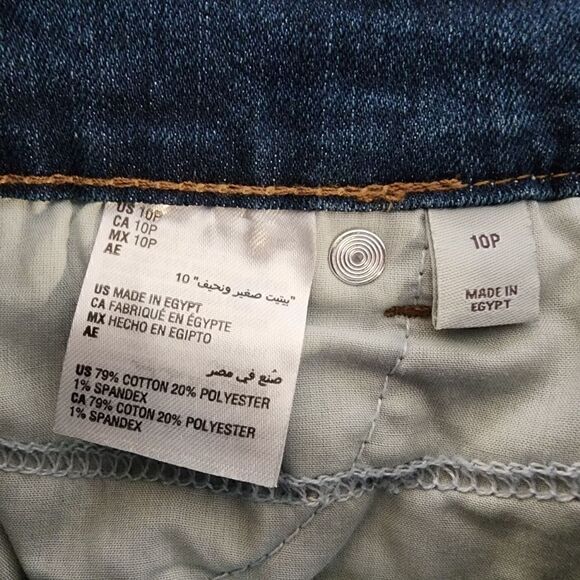 US 10P
CA 10P
MX 10P
AE
10 "بيتيت صغير ونحيف"
US MADE IN EGYPT
CA FABRIQUÉ EN ÉGYPTE
MX HECHO EN EGIPTO
AE
صُنع في مصر
US 79% COTTON 20% POLYESTER
1% SPANDEX
CA 79% COTON 20% POLYESTER
1% SPANDEX
10P
MADE IN
EGYPT